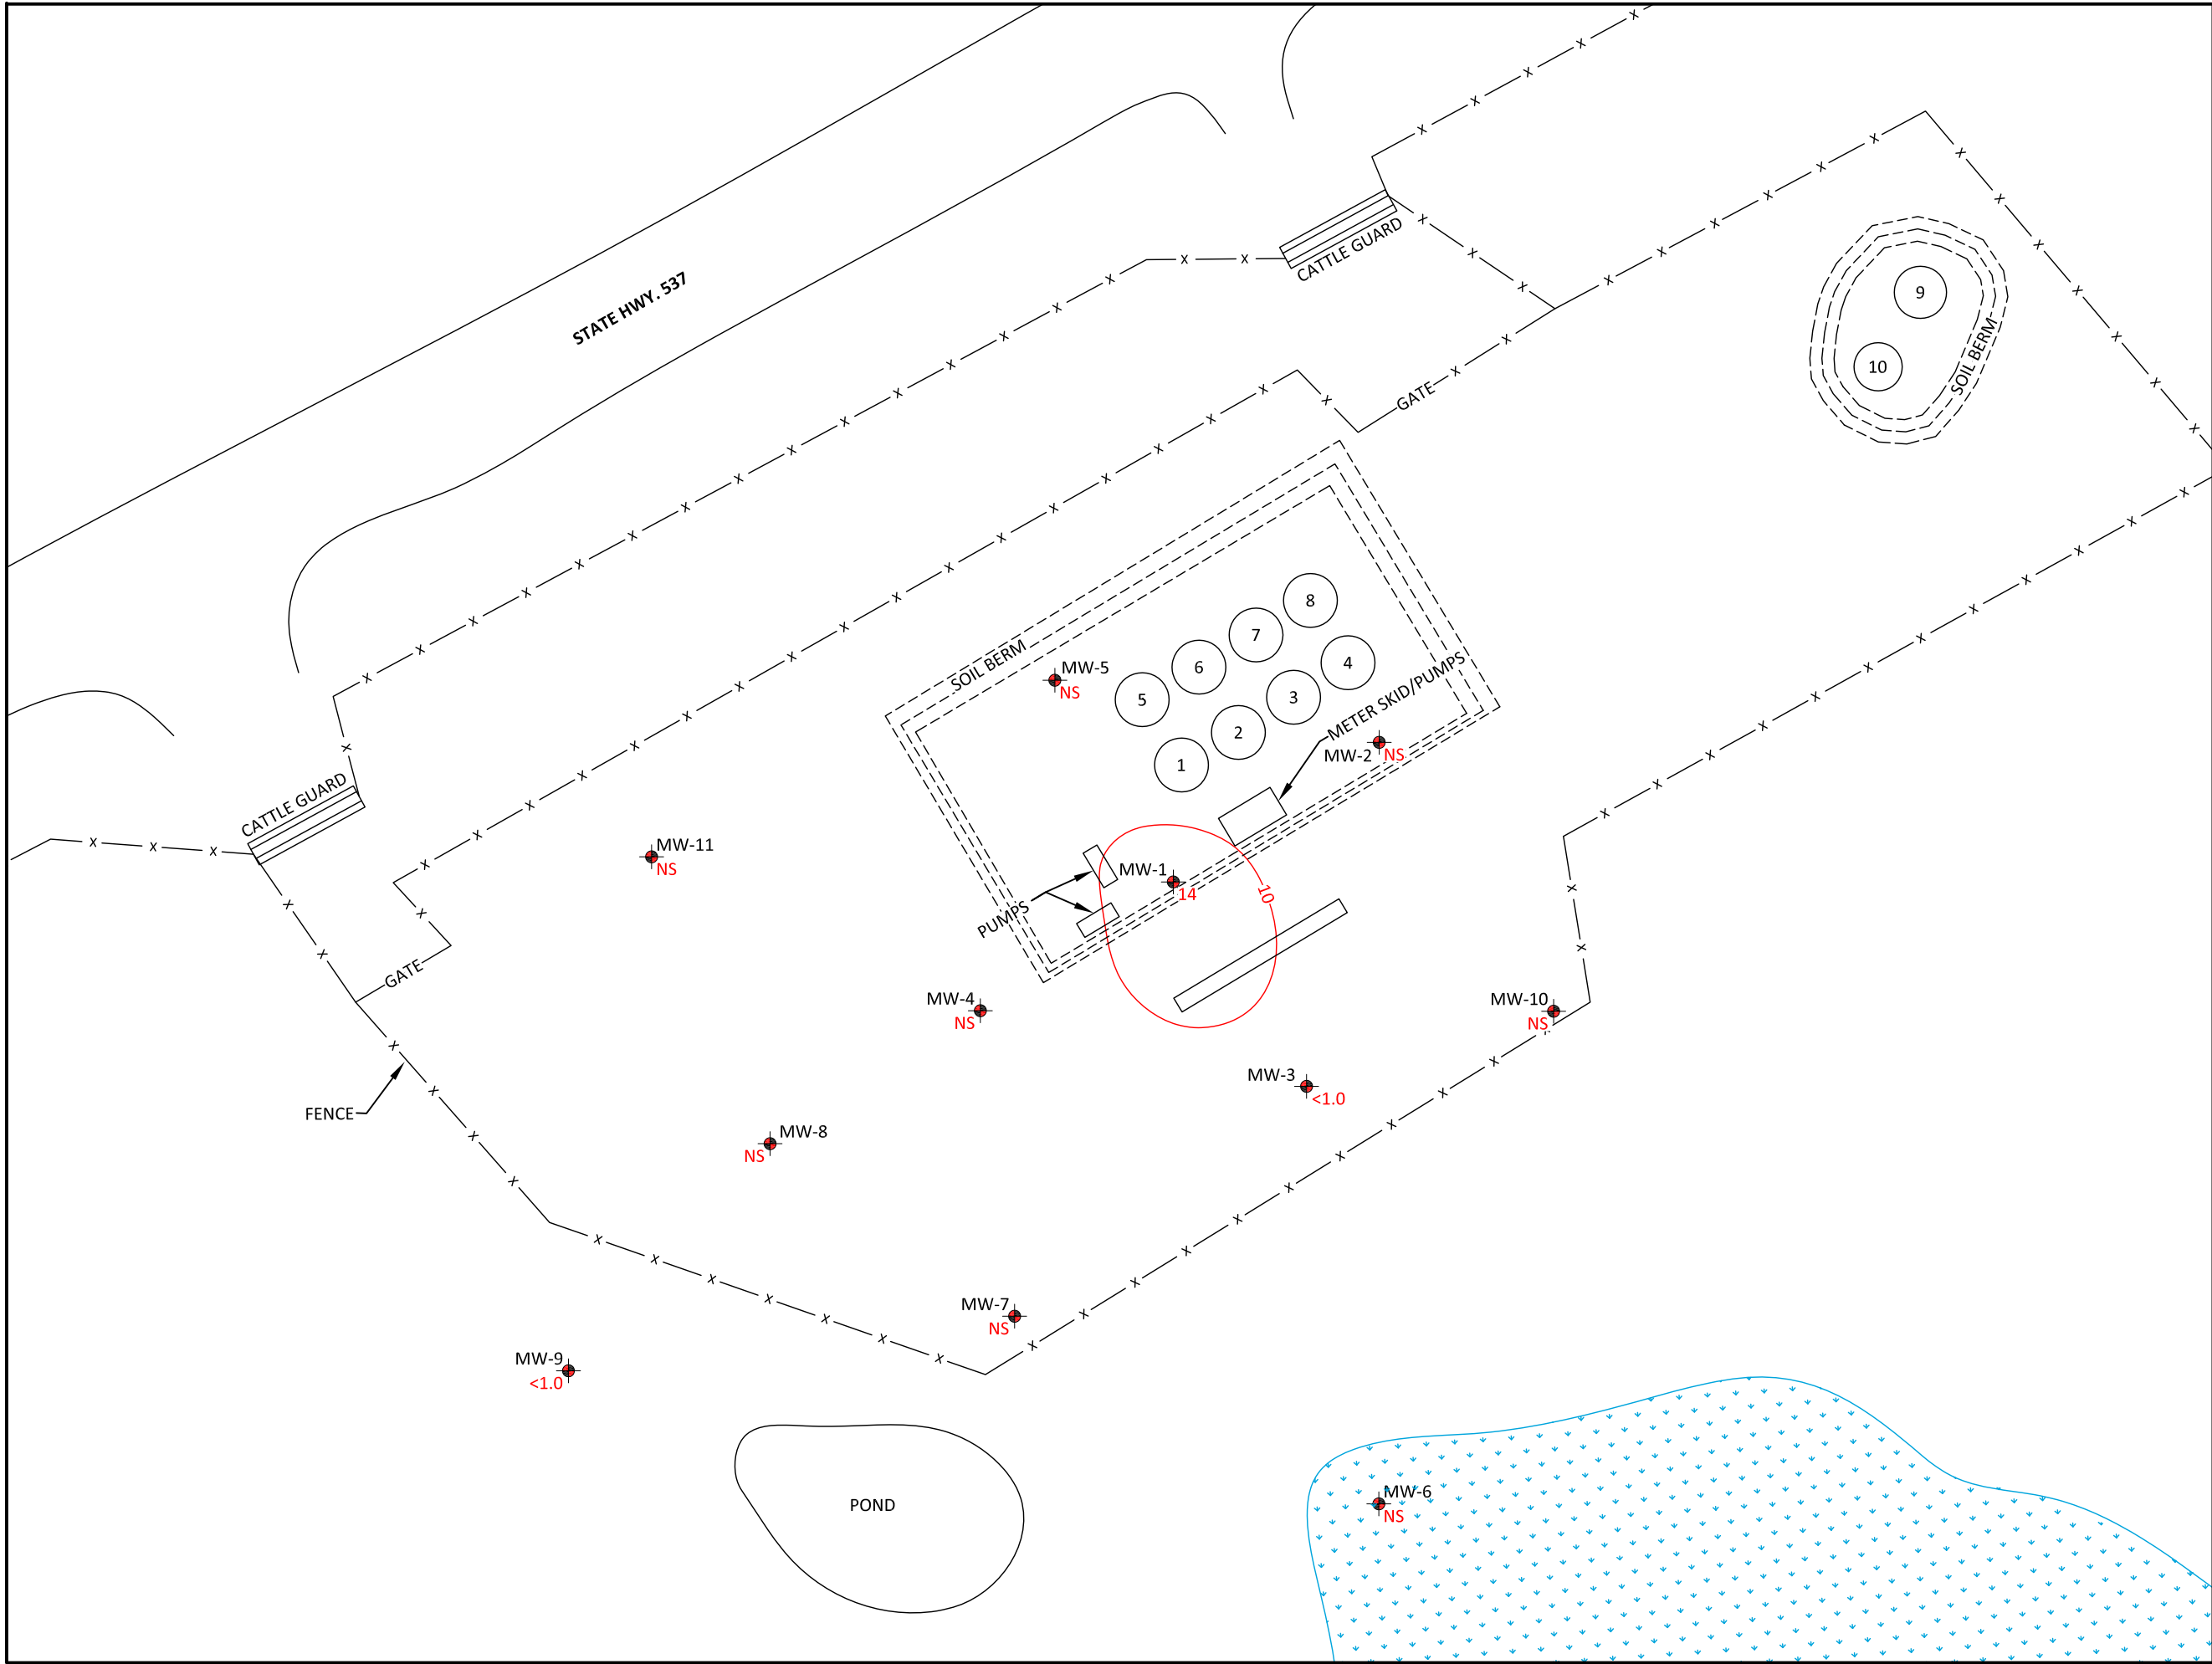 STATE HWY. 537
CATTLE GUARD
9
10
SOIL BERM
GATE
8
7
4
6
SOIL BERM
MW-5
NS
5
3
METER SKID/PUMPS
2
MW-2
NS
1
CATTLE GUARD
MW-11
NS
MW-1
14
10
PUMPS
GATE
MW-4
NS
MW-10
NS
MW-3
<1.0
FENCE
MW-8
NS
MW-7
NS
MW-9
<1.0
MW-6
NS
POND